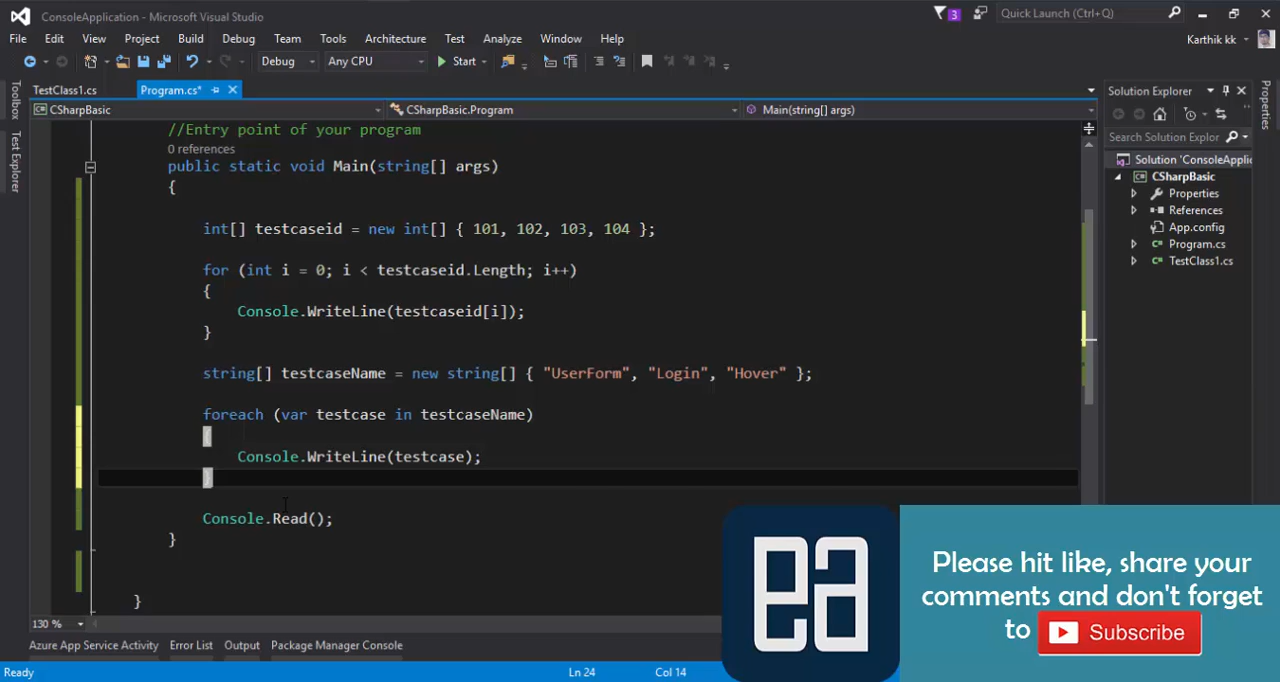 ConsoleApplication - Microsoft Visual Studio
3
Quick Launch (Ctrl+Q)
File Edit View Project Build Debug Team Tools Architecture Test Analyze Window Help
Karthik kk
Debug Any CPU Start
TestClass1.cs Program.cs*
Solution Explorer
CSharpBasic CSharpBasic.Program Main(string[] args)
Toolbox
Test Explorer
Properties
//Entry point of your program
0 references
public static void Main(string[] args)
{
int[] testcaseid = new int[] { 101, 102, 103, 104 };
for (int i = 0; i < testcaseid.Length; i++)
{
Console.WriteLine(testcaseid[i]);
}
string[] testcaseName = new string[] { "UserForm", "Login", "Hover" };
foreach (var testcase in testcaseName)
{
Console.WriteLine(testcase);
}
Console.Read();
}
}
Search Solution Explor
Solution 'ConsoleApplic
CSharpBasic
Properties
References
App.config
Program.cs
TestClass1.cs
ea
Please hit like, share your
comments and don't forget
to Subscribe
130 %
Azure App Service Activity Error List Output Package Manager Console
Ready Ln 24 Col 14